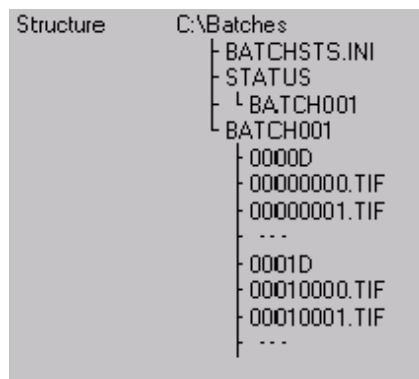 Structure C:\Batches
BATCHSTS.INI
STATUS
BATCH001
BATCH001
0000D
00000000.TIF
00000001.TIF
---
0001D
00010000.TIF
00010001.TIF
---